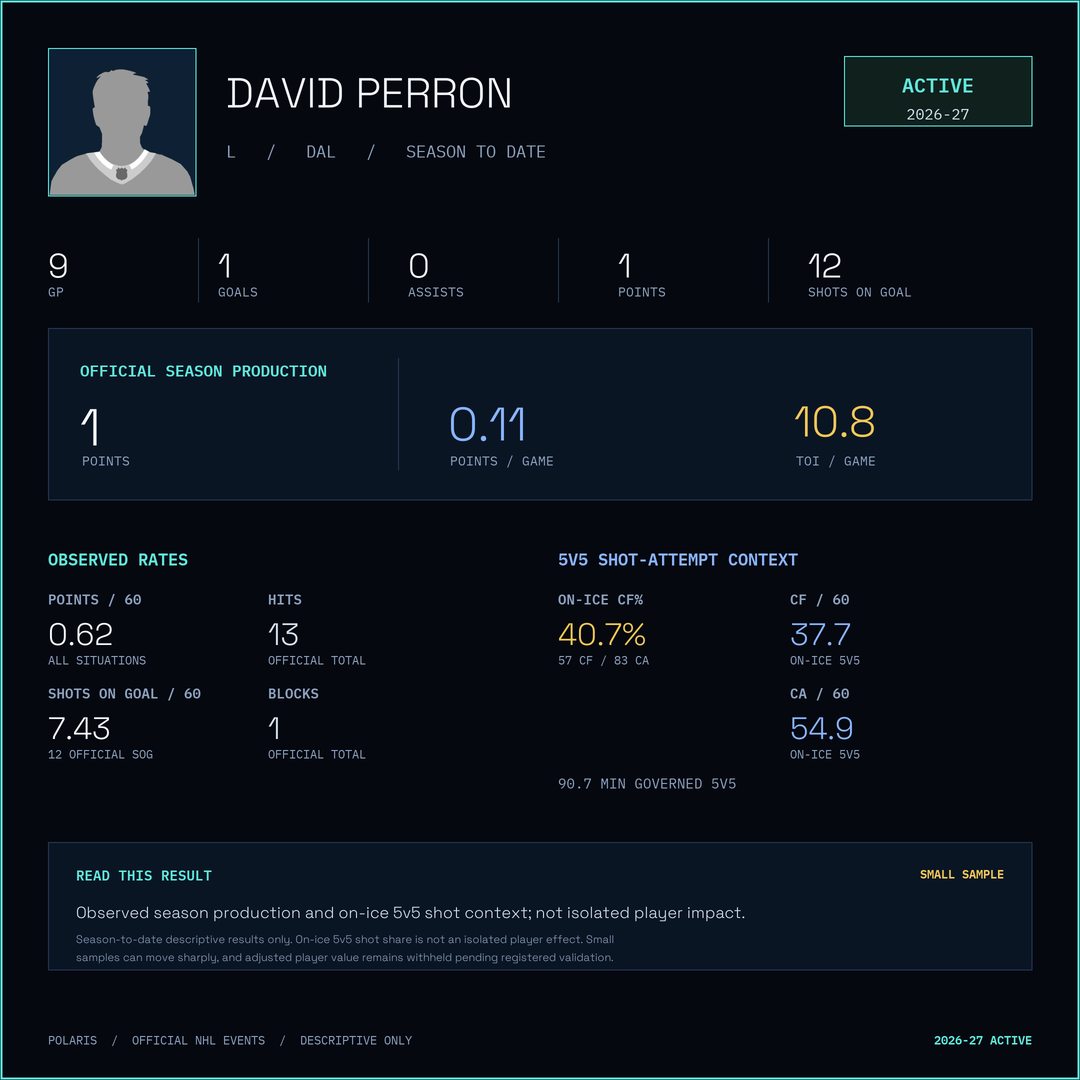 DAVID PERRON
L / DAL / SEASON TO DATE
ACTIVE
2026-27
9
GP
1
GOALS
0
ASSISTS
1
POINTS
12
SHOTS ON GOAL
OFFICIAL SEASON PRODUCTION
1
POINTS
0.11
POINTS / GAME
10.8
TOI / GAME
OBSERVED RATES
POINTS / 60
0.62
ALL SITUATIONS
HITS
13
OFFICIAL TOTAL
SHOTS ON GOAL / 60
7.43
12 OFFICIAL SOG
BLOCKS
1
OFFICIAL TOTAL
5V5 SHOT-ATTEMPT CONTEXT
ON-ICE CF%
40.7%
57 CF / 83 CA
CF / 60
37.7
ON-ICE 5V5
CA / 60
54.9
ON-ICE 5V5
90.7 MIN GOVERNED 5V5
READ THIS RESULT
SMALL SAMPLE
Observed season production and on-ice 5v5 shot context; not isolated player impact.
Season-to-date descriptive results only. On-ice 5v5 shot share is not an isolated player effect. Small
samples can move sharply, and adjusted player value remains withheld pending registered validation.
POLARIS / OFFICIAL NHL EVENTS / DESCRIPTIVE ONLY
2026-27 ACTIVE